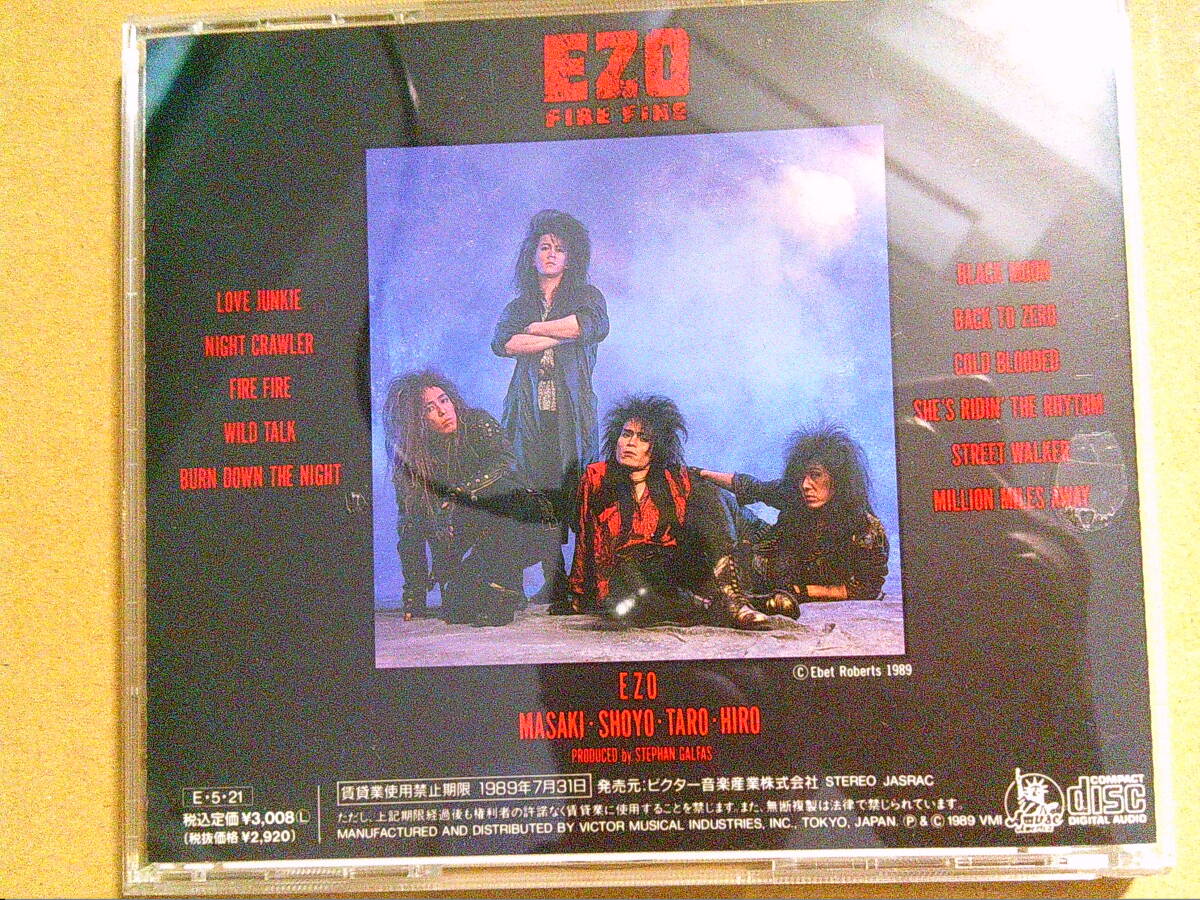 EZO
FIRE FIRE
LOVE JUNKIE
NIGHT CRAWLER
FIRE FIRE
WILD TALK
BURN DOWN THE NIGHT
BLACK MOON
BACK TO ZERO
COLD BLOODED
SHE'S RIDIN' THE RHYTHM
STREET WALKER
MILLION MILES AWAY
© Ebet Roberts 1989
EZO
MASAKI・SHOYO・TARO・HIRO
PRODUCED by STEPHAN GALFAS
E・5・21
税込定価 ¥3,008Ⓛ
(税抜価格 ¥2,920)
賃貸業使用禁止期限 1989年7月31日 発売元:ビクター音楽産業株式会社 STEREO JASRAC
ただし、上記期限経過後も権利者の許諾なく賃貸業に使用することを禁じます。また、無断複製は法律で禁じられています。
MANUFACTURED AND DISTRIBUTED BY VICTOR MUSICAL INDUSTRIES, INC., TOKYO, JAPAN. Ⓟ & © 1989 VMI
COMPACT
disc
DIGITAL AUDIO